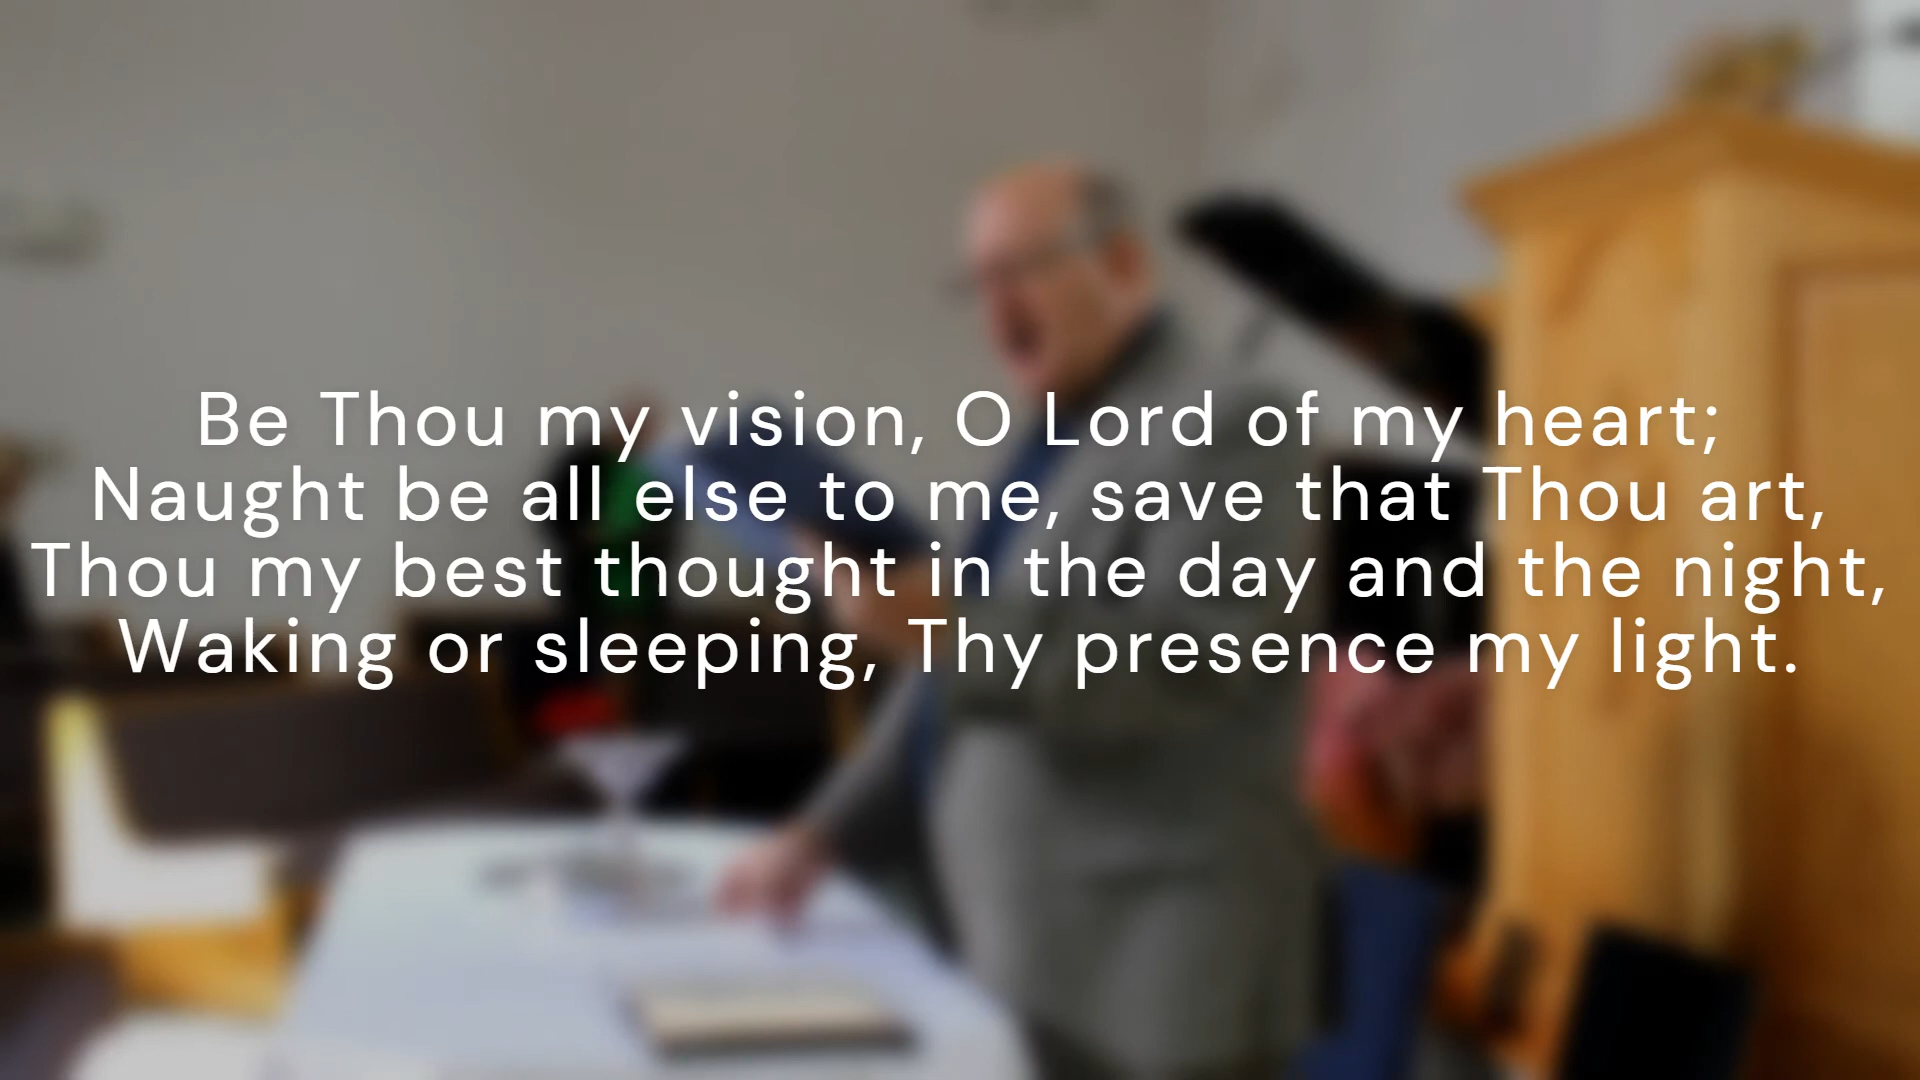 Be Thou my vision, O Lord of my heart;
Naught be all else to me, save that Thou art,
Thou my best thought in the day and the night,
Waking or sleeping, Thy presence my light.